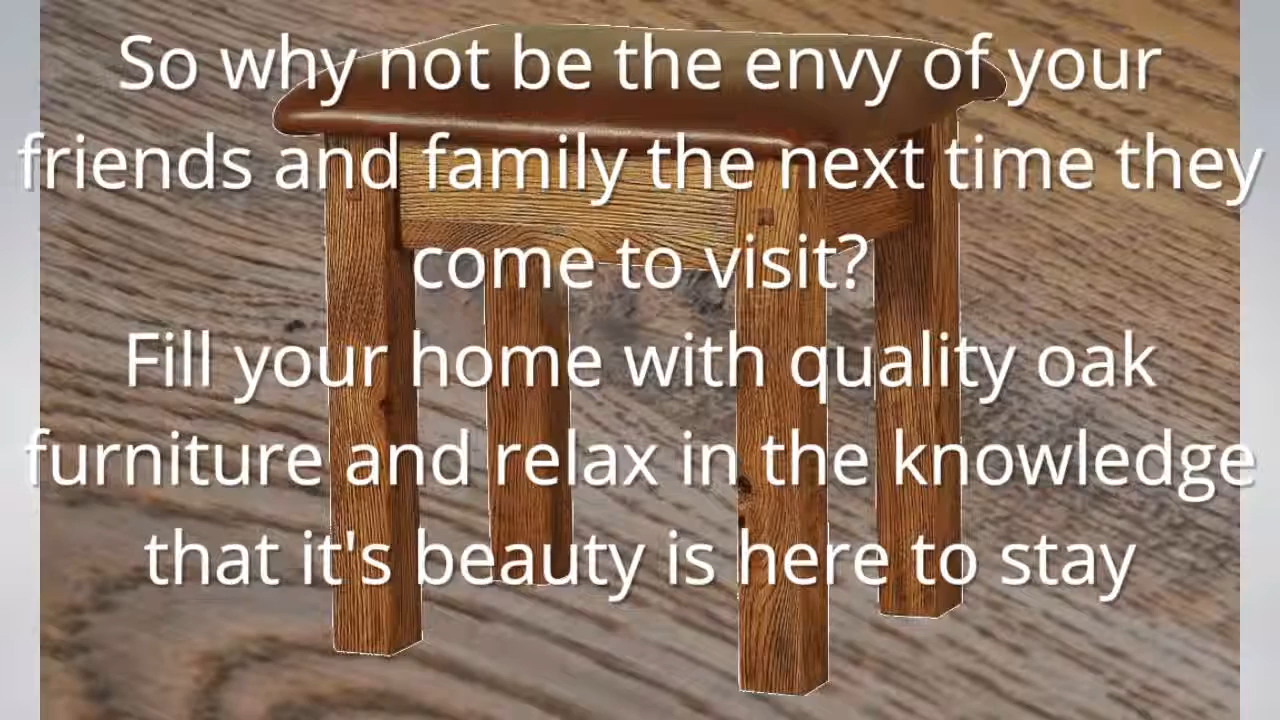 So why not be the envy of your
friends and family the next time they
come to visit?
Fill your home with quality oak
furniture and relax in the knowledge
that it's beauty is here to stay